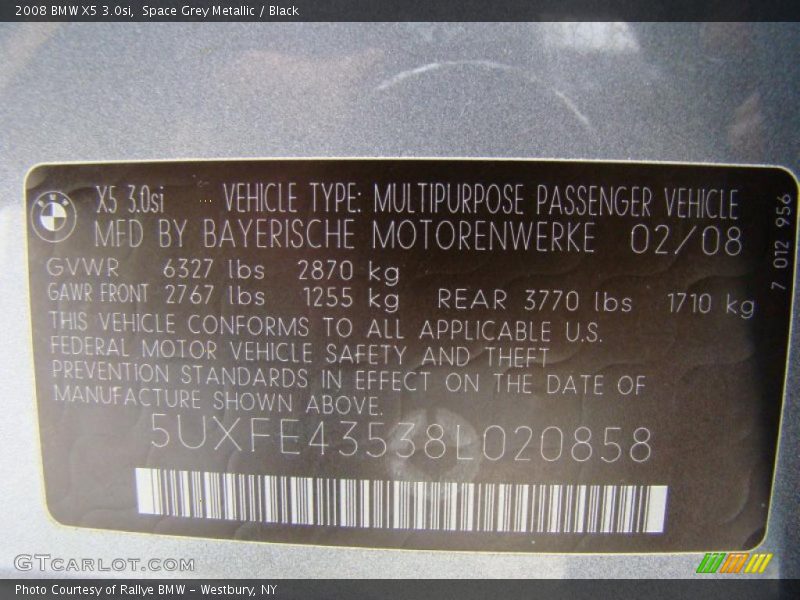 2008 BMW X5 3.0si, Space Grey Metallic / Black
BMW
X5 3.0si VEHICLE TYPE: MULTIPURPOSE PASSENGER VEHICLE
MFD BY BAYERISCHE MOTORENWERKE 02/08
GVWR 6327 lbs 2870 kg
GAWR FRONT 2767 lbs 1255 kg REAR 3770 lbs 1710 kg
THIS VEHICLE CONFORMS TO ALL APPLICABLE U.S.
FEDERAL MOTOR VEHICLE SAFETY AND THEFT
PREVENTION STANDARDS IN EFFECT ON THE DATE OF
MANUFACTURE SHOWN ABOVE.
5UXFE43538L020858
7 012 956
GTCARLOT.COM
Photo Courtesy of Rallye BMW - Westbury, NY